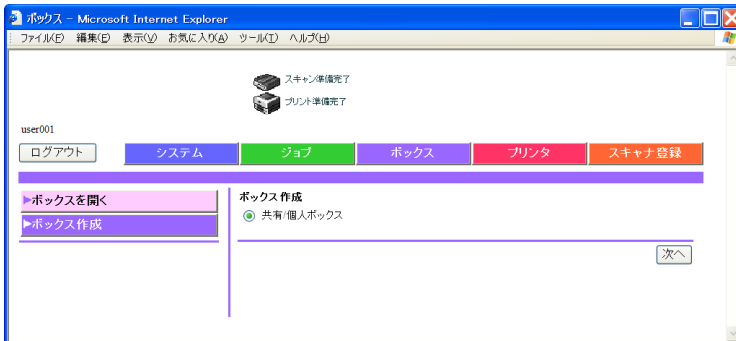 ボックス - Microsoft Internet Explorer
ファイル(F) 編集(E) 表示(V) お気に入り(A) ツール(T) ヘルプ(H)
スキャン準備完了
プリント準備完了
user001
ログアウト システム ジョブ ボックス プリンタ スキャナ登録
ボックスを開く
ボックス作成
ボックス作成
共有/個人ボックス
次へ